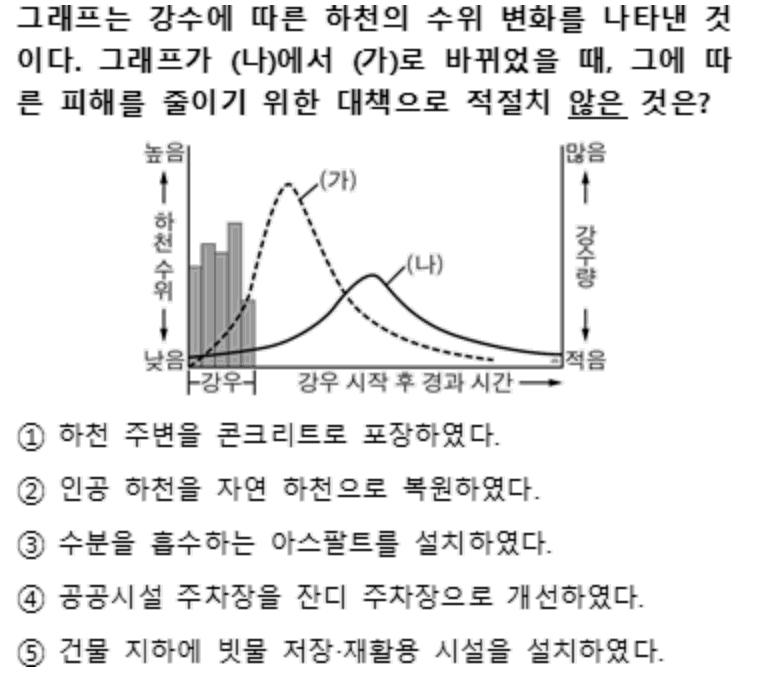 그래프는 강수에 따른 하천의 수위 변화를 나타낸 것
이다. 그래프가 (나)에서 (가)로 바뀌었을 때, 그에 따
른 피해를 줄이기 위한 대책으로 적절치 않은 것은?
높음
많음
(가)
하천 수위
강수량
(나)
낮음
적음
강우
강우 시작 후 경과 시간
① 하천 주변을 콘크리트로 포장하였다.
② 인공 하천을 자연 하천으로 복원하였다.
③ 수분을 흡수하는 아스팔트를 설치하였다.
④ 공공시설 주차장을 잔디 주차장으로 개선하였다.
⑤ 건물 지하에 빗물 저장·재활용 시설을 설치하였다.